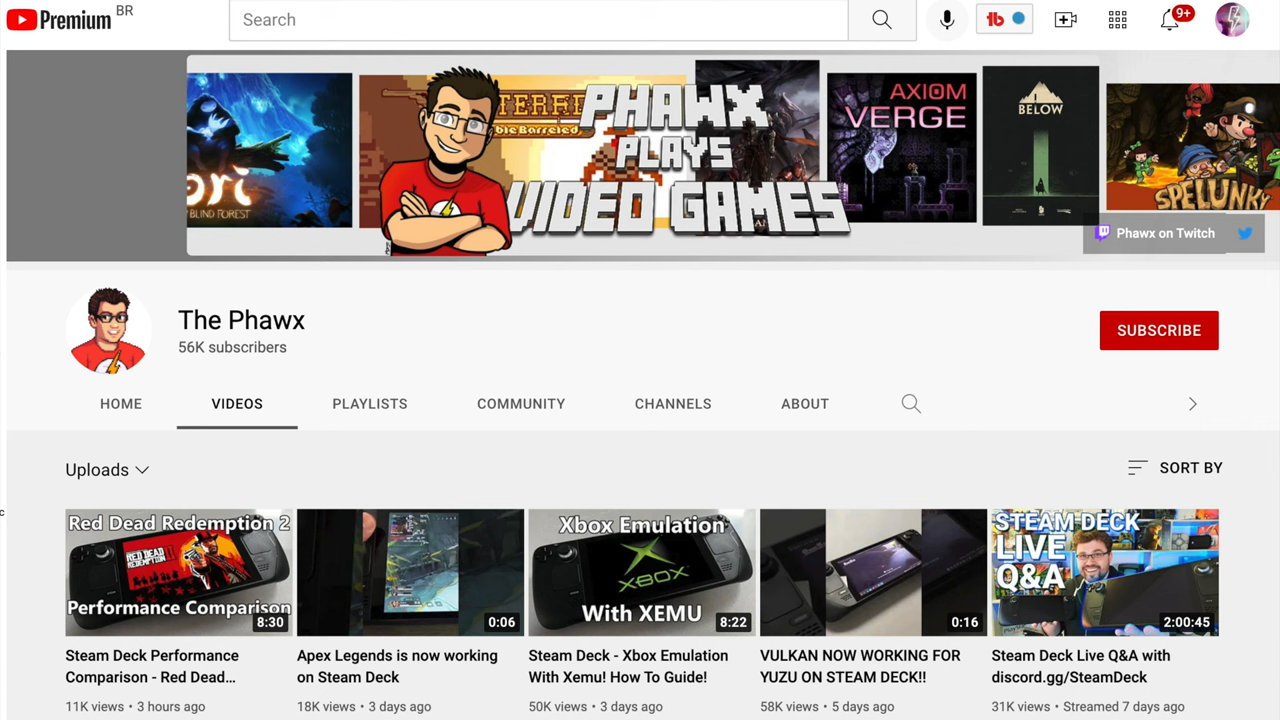 Premium BR
Search
9+
ori
BLIND FOREST
PHAWX
PLAYS
VIDEO GAMES
bleBarreled
AXIOM
VERGE
BELOW
SPELUNKY
Phawx on Twitch
The Phawx
56K subscribers
SUBSCRIBE
HOME
VIDEOS
PLAYLISTS
COMMUNITY
CHANNELS
ABOUT
Uploads
SORT BY
c
Red Dead Redemption 2
RED DEAD
REDEMPTION II
Performance Comparison
8:30
0:06
Xbox Emulation
XBOX
With XEMU
8:22
0:16
STEAM DECK
LIVE
Q&A
2:00:45
Steam Deck Performance
Comparison - Red Dead...
11K views • 3 hours ago
Apex Legends is now working
on Steam Deck
18K views • 3 days ago
Steam Deck - Xbox Emulation
With Xemu! How To Guide!
50K views • 3 days ago
VULKAN NOW WORKING FOR
YUZU ON STEAM DECK!!
58K views • 5 days ago
Steam Deck Live Q&A with
discord.gg/SteamDeck
31K views • Streamed 7 days ago